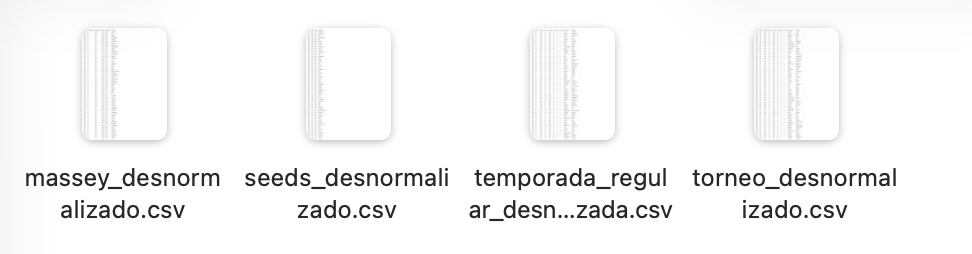 massey_desnorm
alizado.csv
seeds_desnormali
zado.csv
temporada_regul
ar_desn...zada.csv
torneo_desnormal
izado.csv